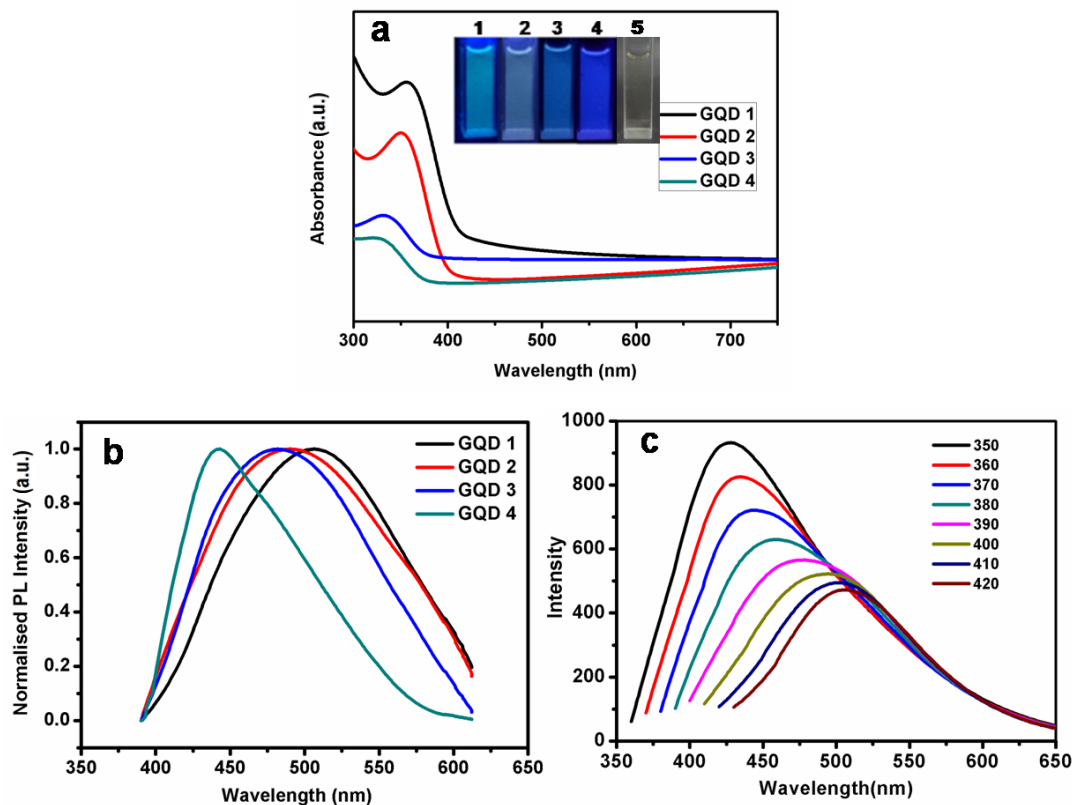 a
1 2 3 4 5
GQD 1
GQD 2
GQD 3
GQD 4
Absorbance (a.u.)
300 400 500 600 700
Wavelength (nm)
b
GQD 1
GQD 2
GQD 3
GQD 4
Normalised PL Intensity (a.u.)
1.0
0.8
0.6
0.4
0.2
0.0
350 400 450 500 550 600 650
Wavelength (nm)
c
350
360
370
380
390
400
410
420
Intensity
1000
800
600
400
200
0
350 400 450 500 550 600 650
Wavelength(nm)